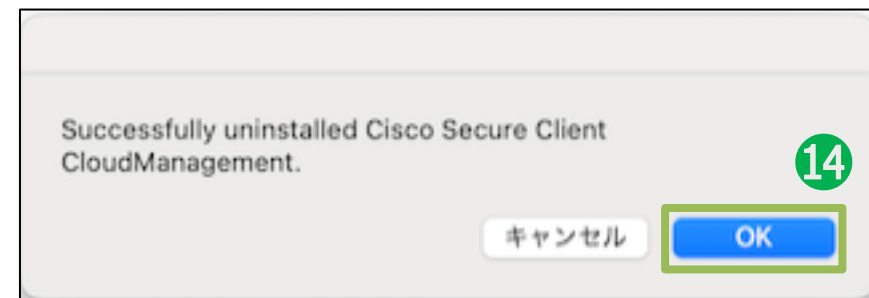 Successfully uninstalled Cisco Secure Client
CloudManagement.
14
キャンセル
OK